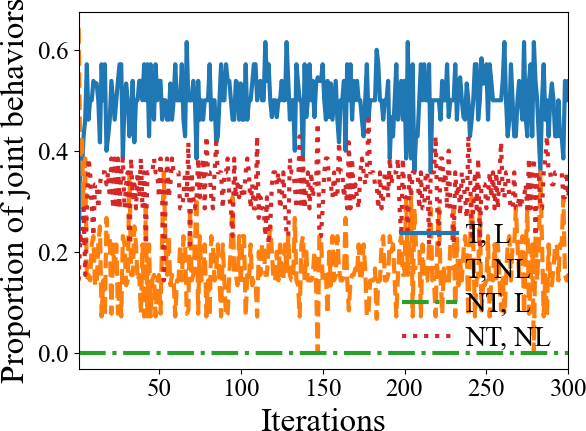 Proportion of joint behaviors
0.6
0.4
0.2
0.0
T, L
T, NL
NT, L
NT, NL
50
100
150
200
250
300
Iterations